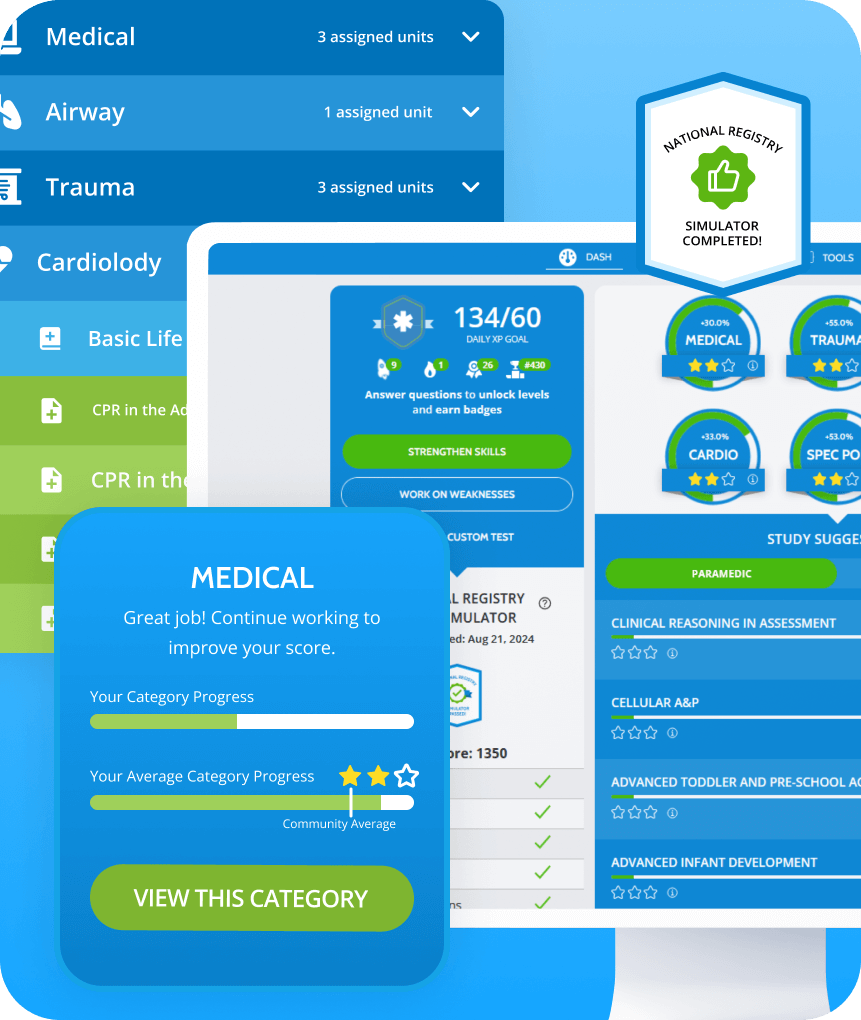 Medical
3 assigned units
Airway
1 assigned unit
Trauma
3 assigned units
Cardiolody
Basic Life
CPR in the Ad
CPR in the
NATIONAL REGISTRY
SIMULATOR
COMPLETED!
DASH
TOOLS
134/60
DAILY XP GOAL
9
1
26
#430
Answer questions to unlock levels
and earn badges
STRENGTHEN SKILLS
WORK ON WEAKNESSES
CUSTOM TEST
L REGISTRY
MULATOR
ed: Aug 21, 2024
ore: 1350
ns
+30.0%
MEDICAL
+55.0%
TRAUMA
+33.0%
CARDIO
+53.0%
SPEC PO
STUDY SUGGES
PARAMEDIC
CLINICAL REASONING IN ASSESSMENT
CELLULAR A&P
ADVANCED TODDLER AND PRE-SCHOOL AG
ADVANCED INFANT DEVELOPMENT
MEDICAL
Great job! Continue working to
improve your score.
Your Category Progress
Your Average Category Progress
Community Average
VIEW THIS CATEGORY